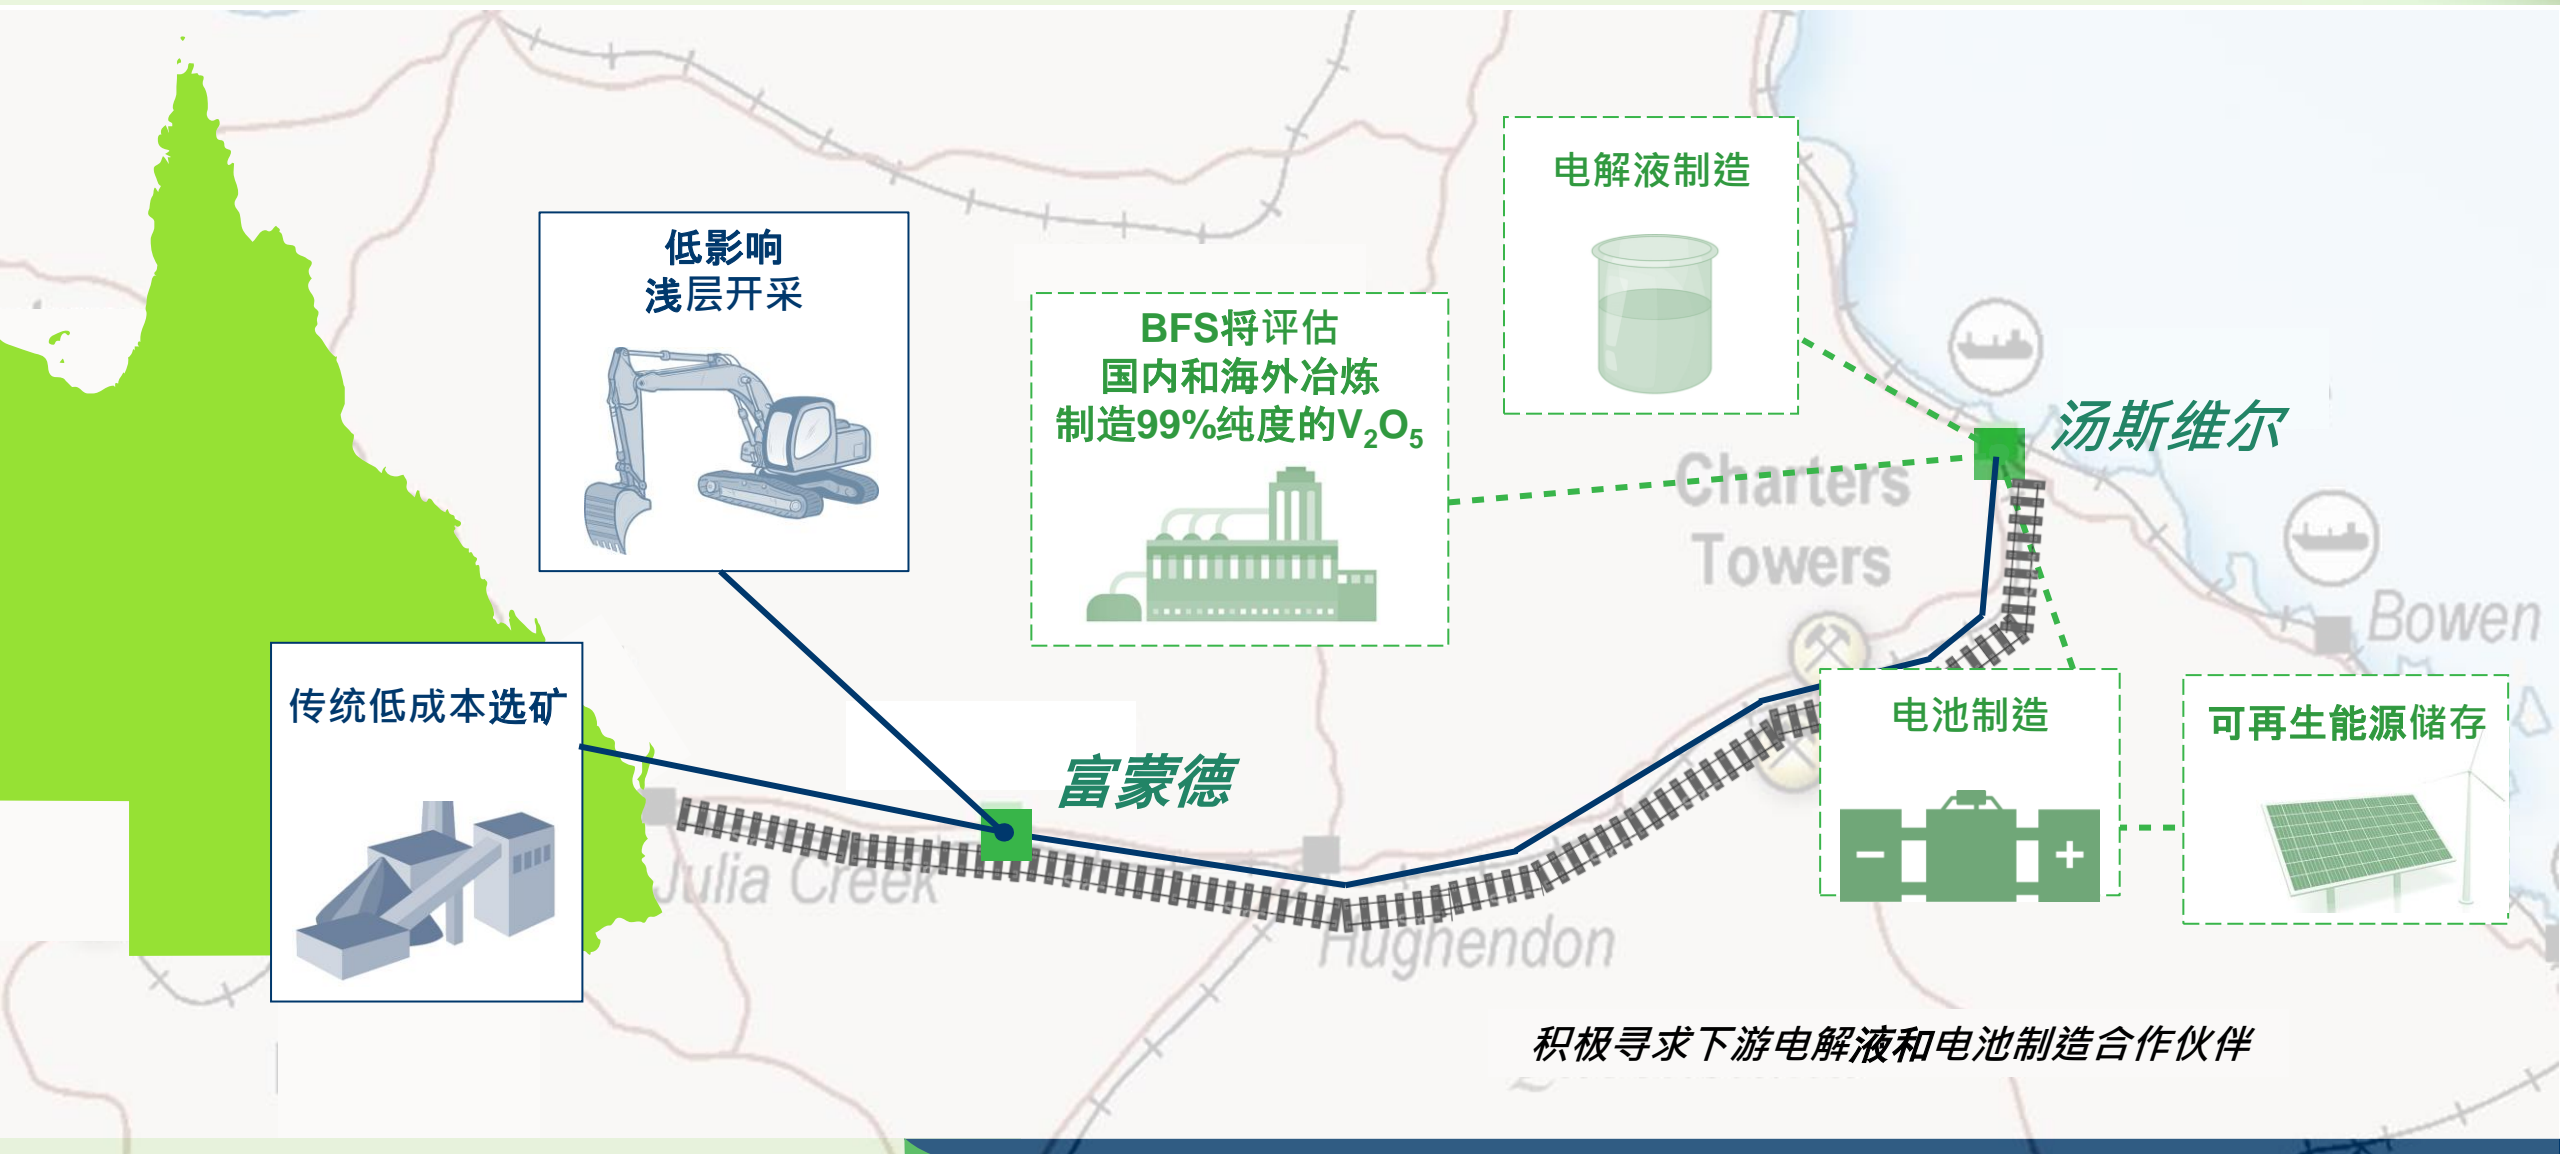 电解液制造
低影响
浅层开采
BFS将评估
国内和海外冶炼
制造99%纯度的V₂O₅
汤斯维尔
Charters
Towers
Bowen
传统低成本选矿
电池制造
可再生能源储存
富蒙德
Julia Creek
Hughendon
积极寻求下游电解液和电池制造合作伙伴